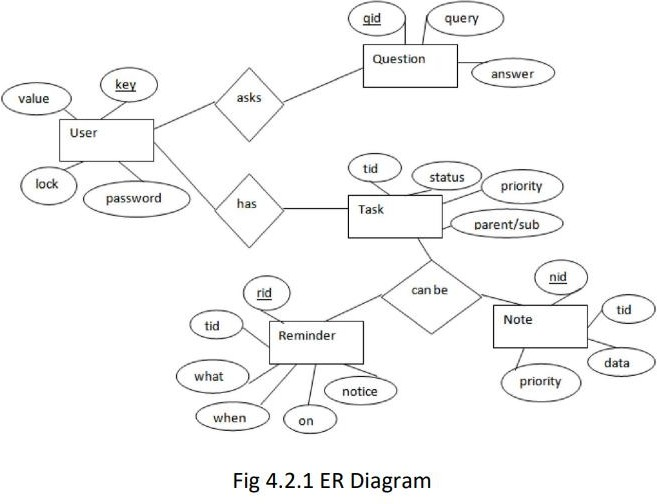 qid
query
Question
answer
key
value
asks
User
lock
password
has
tid
status
priority
Task
parent/sub
can be
nid
rid
tid
Note
tid
Reminder
data
what
notice
priority
when
on
Fig 4.2.1 ER Diagram